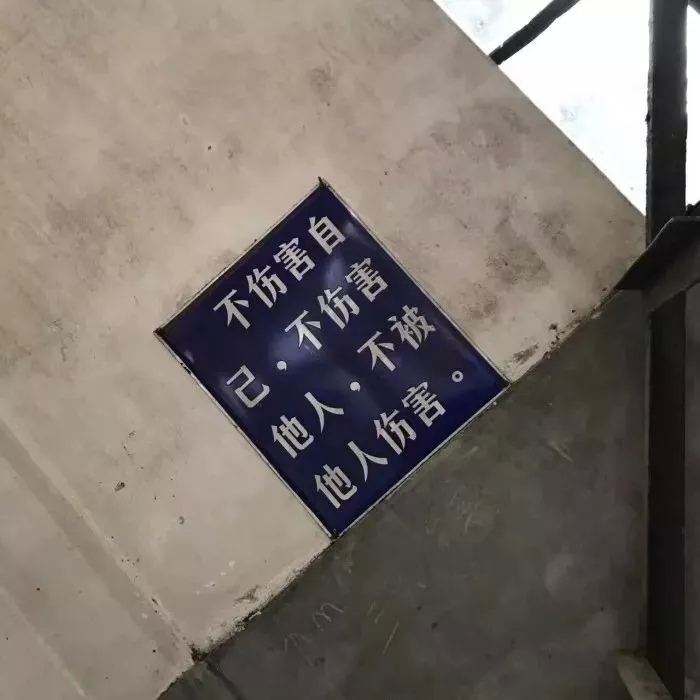 不伤害自
己，不伤害
他人，不被
他人伤害。